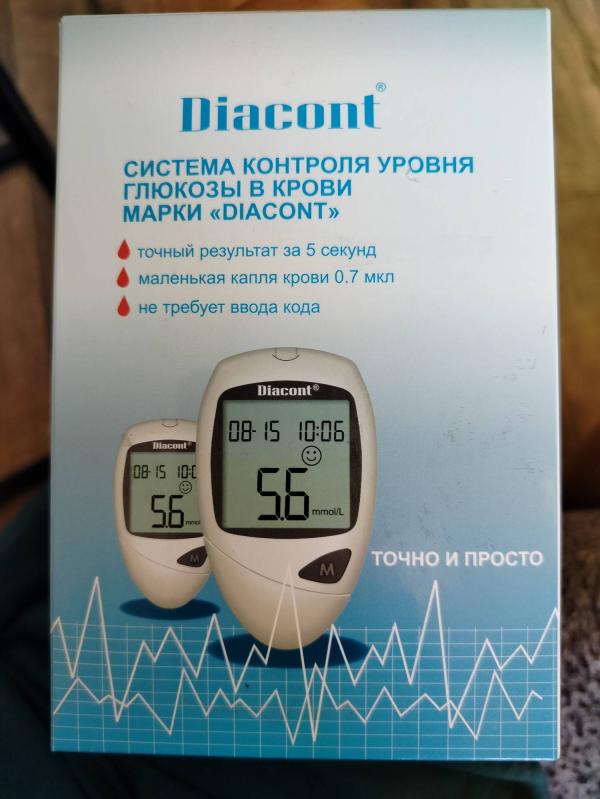 Diacont®
СИСТЕМА КОНТРОЛЯ УРОВНЯ
ГЛЮКОЗЫ В КРОВИ
МАРКИ «DIACONT»
точный результат за 5 секунд
маленькая капля крови 0.7 мкл
не требует ввода кода
Diacont®
08-15 10:06
5.6 mmol/L
M
Diacont®
08-15 10:0
5.6 mmol
M
ТОЧНО И ПРОСТО